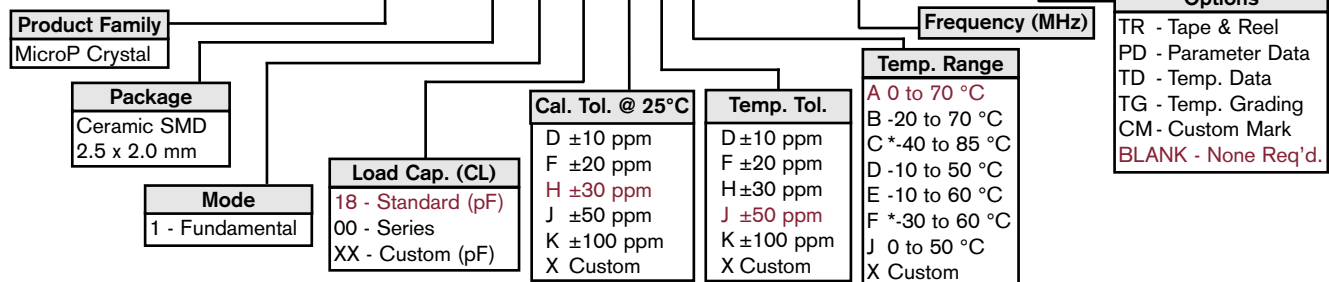 Product Family
MicroP Crystal
Package
Ceramic SMD
2.5 x 2.0 mm
Mode
1 - Fundamental
Load Cap. (CL)
18 - Standard (pF)
00 - Series
XX - Custom (pF)
Cal. Tol. @ 25°C
D ±10 ppm
F ±20 ppm
H ±30 ppm
J ±50 ppm
K ±100 ppm
X Custom
Temp. Tol.
D ±10 ppm
F ±20 ppm
H ±30 ppm
J ±50 ppm
K ±100 ppm
X Custom
Temp. Range
A 0 to 70 °C
B -20 to 70 °C
C *-40 to 85 °C
D -10 to 50 °C
E -10 to 60 °C
F *-30 to 60 °C
J 0 to 50 °C
X Custom
Frequency (MHz)
Options
TR - Tape & Reel
PD - Parameter Data
TD - Temp. Data
TG - Temp. Grading
CM - Custom Mark
BLANK - None Req'd.